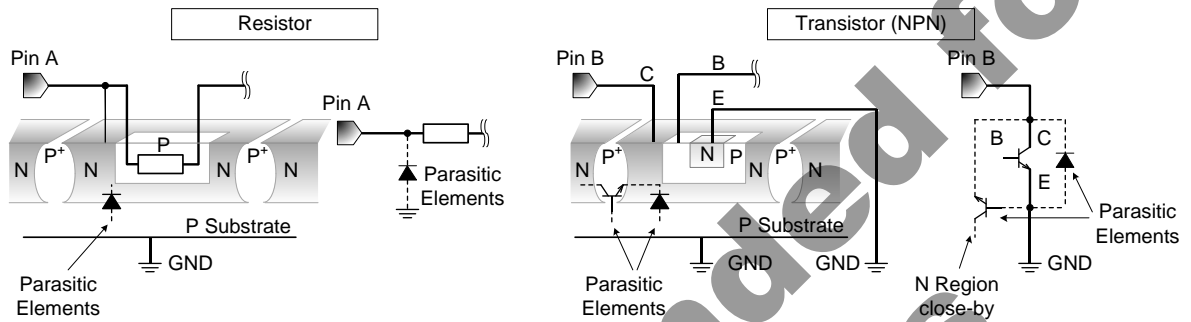 Resistor
Transistor (NPN)
Pin A
Pin A
N
P+
N
P
N
P+
N
Parasitic
Elements
P Substrate
GND
Parasitic
Elements
Pin B
C
B
E
N
P+
N
N
P
N
P+
N
P Substrate
GND
GND
Parasitic
Elements
Pin B
B
C
E
Parasitic
Elements
GND
N Region
close-by